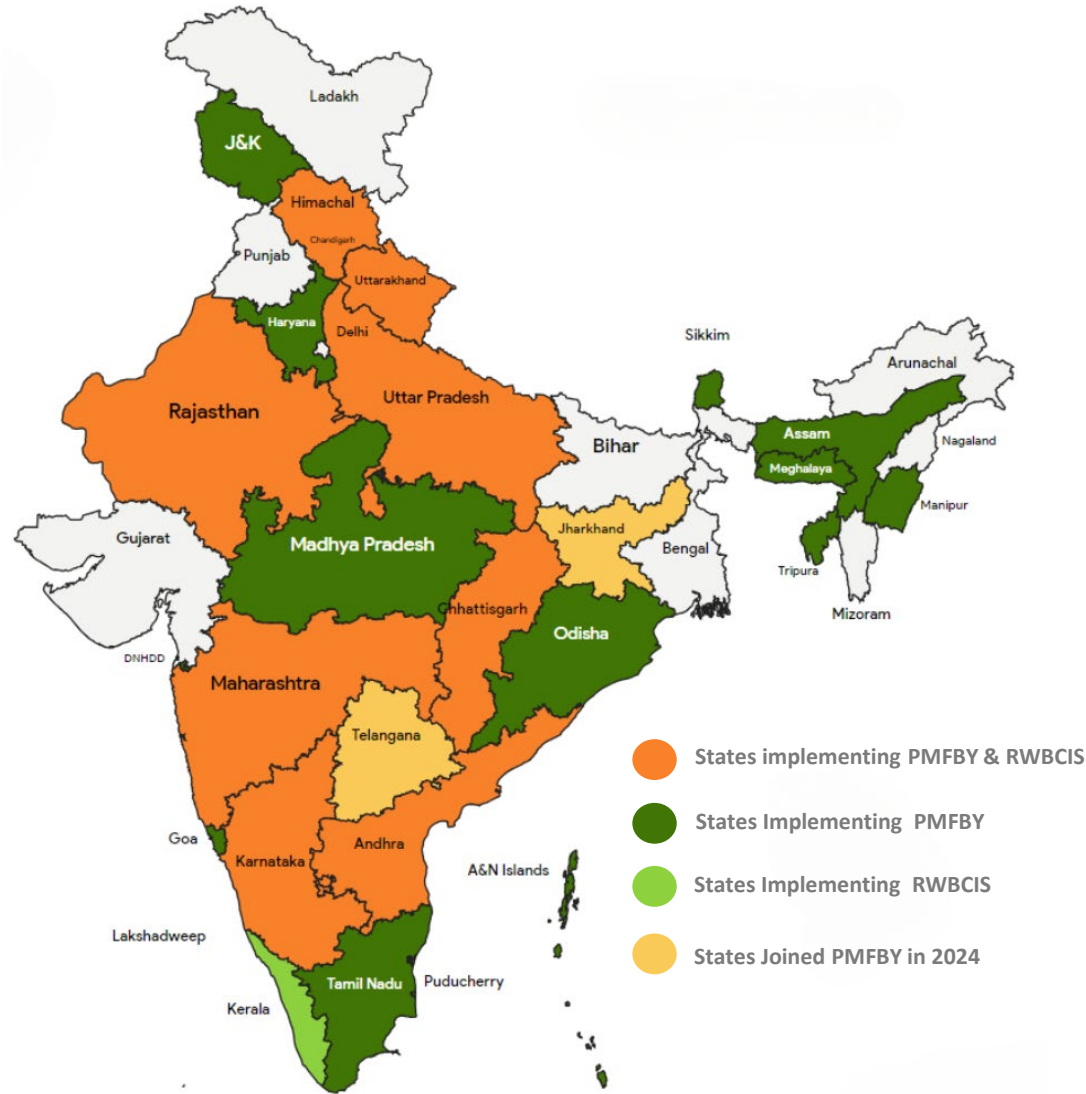 Ladakh
J&K
Himachal
Chandigarh
Punjab
Uttarakhand
Haryana
Delhi
Sikkim
Arunachal
Rajasthan
Uttar Pradesh
Bihar
Assam
Nagaland
Meghalaya
Manipur
Gujarat
Madhya Pradesh
Jharkhand
Bengal
Tripura
Mizoram
Chhattisgarh
Odisha
DNHDD
Maharashtra
Telangana
States implementing PMFBY & RWBCIS
States Implementing PMFBY
Goa
Karnataka
Andhra
A&N Islands
States Implementing RWBCIS
Lakshadweep
States Joined PMFBY in 2024
Tamil Nadu
Puducherry
Kerala